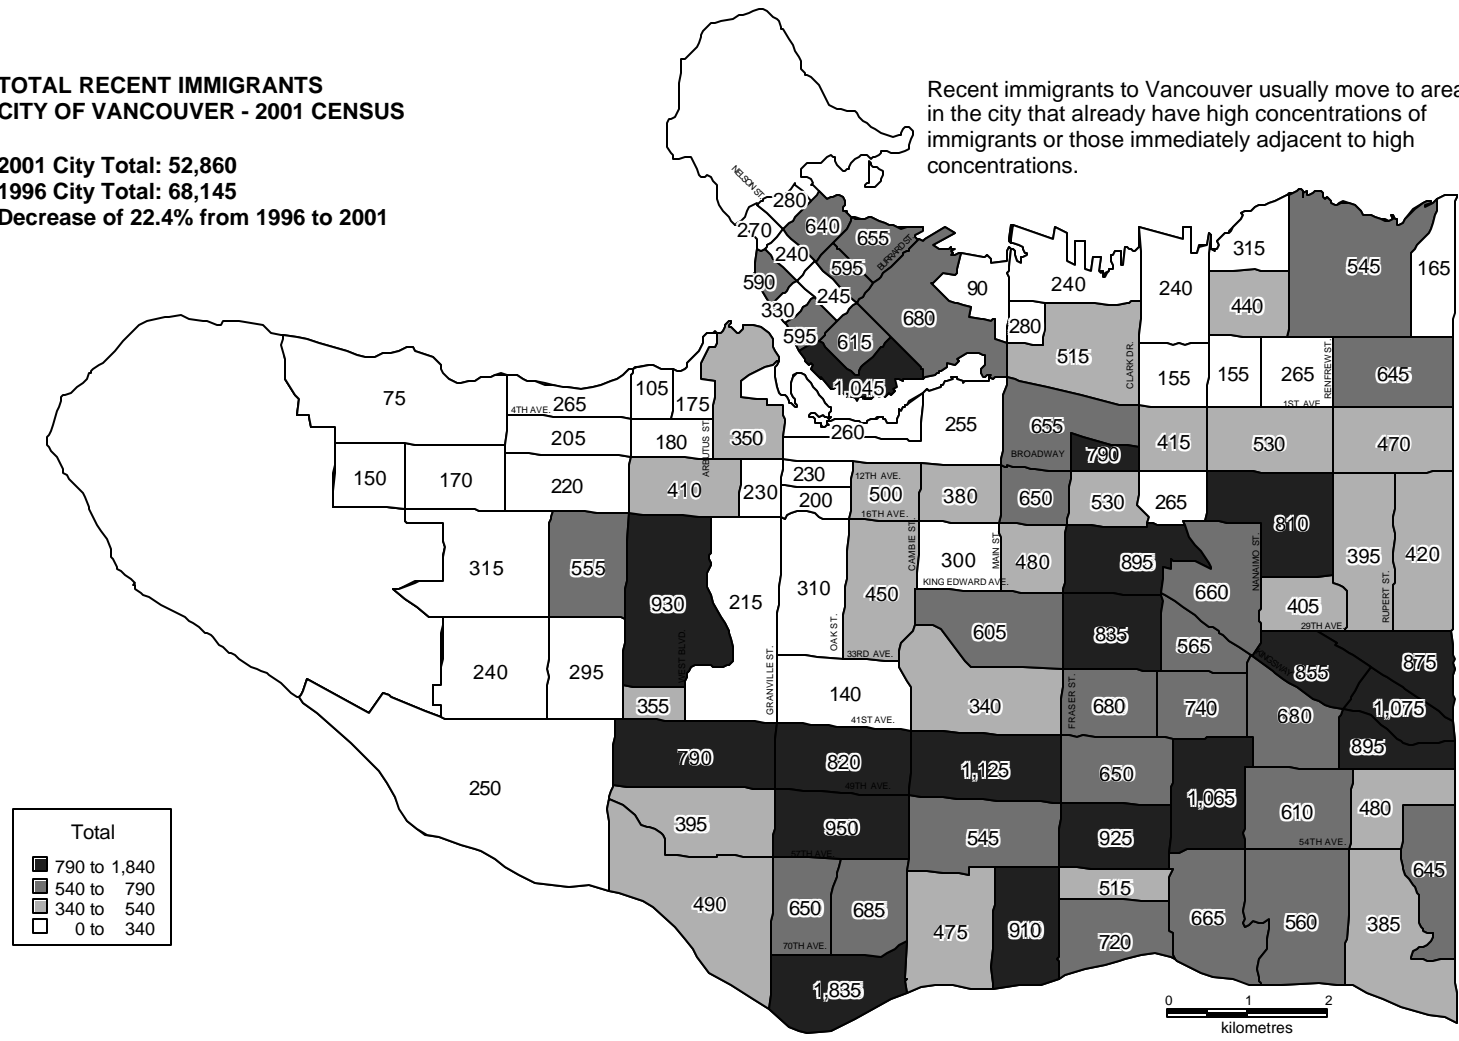 TOTAL RECENT IMMIGRANTS
CITY OF VANCOUVER - 2001 CENSUS
2001 City Total: 52,860
1996 City Total: 68,145
Decrease of 22.4% from 1996 to 2001
Recent immigrants to Vancouver usually move to area
in the city that already have high concentrations of
immigrants or those immediately adjacent to high
concentrations.
NELSON ST.
280
270
640
655
BURRARD ST.
240
595
590
245
330
680
595
615
1,045
90
240
280
515
CLARK DR.
240
315
440
545
165
155
155
265
RENFREW ST.
1ST. AVE.
645
75
4TH AVE.
265
105
175
205
180
ARBUTUS ST.
350
260
255
655
BROADWAY
790
415
530
470
150
170
220
410
230
230
200
12TH AVE.
500
16TH AVE.
380
650
530
265
810
395
420
RUPERT ST.
315
555
930
WEST BLVD.
215
310
OAK ST.
450
CAMBIE ST.
300
MAIN ST.
KING EDWARD AVE.
480
895
660
NANAIMO ST.
405
29TH AVE.
240
295
355
GRANVILLE ST.
33RD AVE.
140
41ST AVE.
605
835
565
340
FRASER ST.
680
740
KINGSWAY
855
875
1,075
680
895
250
790
820
49TH AVE.
1,125
650
1,065
610
54TH AVE.
480
395
950
57TH AVE.
545
925
645
490
650
685
70TH AVE.
475
910
515
720
665
560
385
1,835
Total
790 to 1,840
540 to 790
340 to 540
0 to 340
0 1 2
kilometres